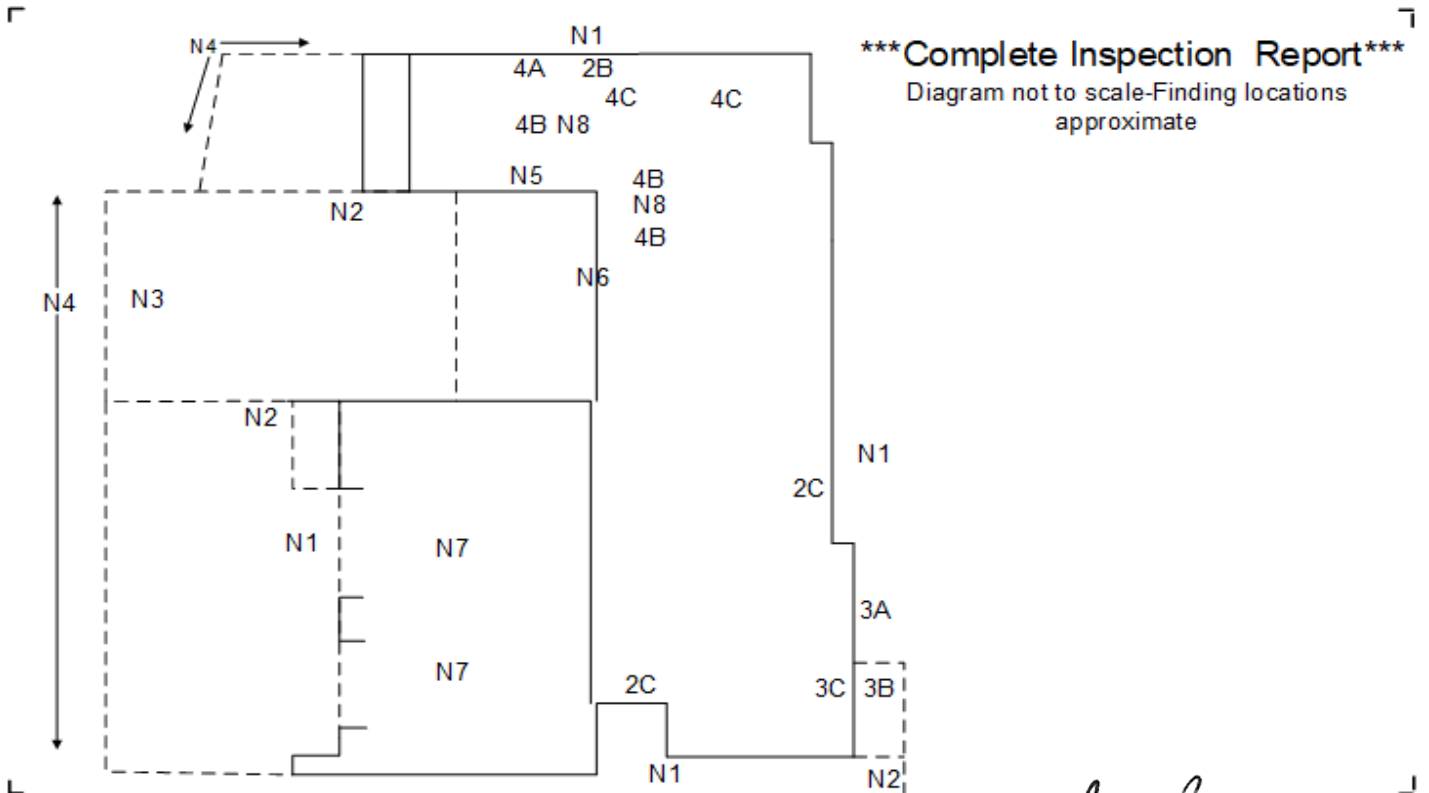 N4
N1
***Complete Inspection Report***
Diagram not to scale-Finding locations
approximate
4A 2B
4C 4C
4B N8
N5 4B
N2 N8
4B
N6
N4 N3
N2
N1
2C
N1 N7
3A
N7
2C 3C 3B
N1 N2